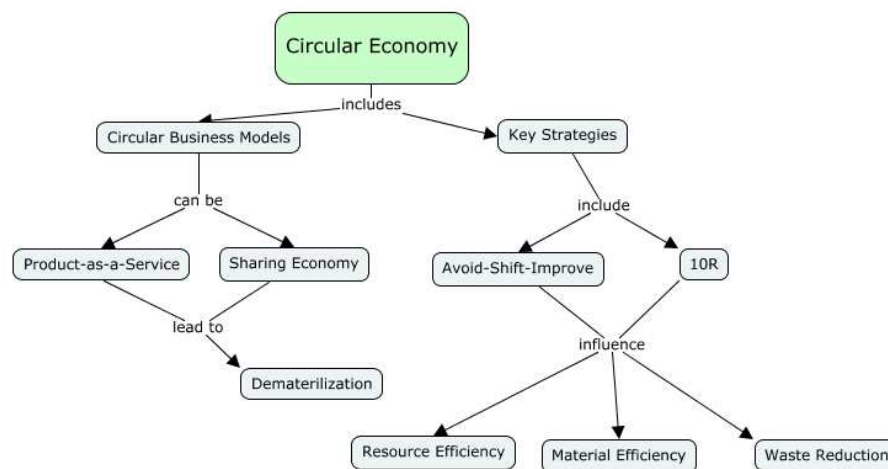 Circular Economy
includes
Circular Business Models
Key Strategies
can be
include
Product-as-a-Service
Sharing Economy
Avoid-Shift-Improve
10R
lead to
influence
Dematerilization
Resource Efficiency
Material Efficiency
Waste Reduction